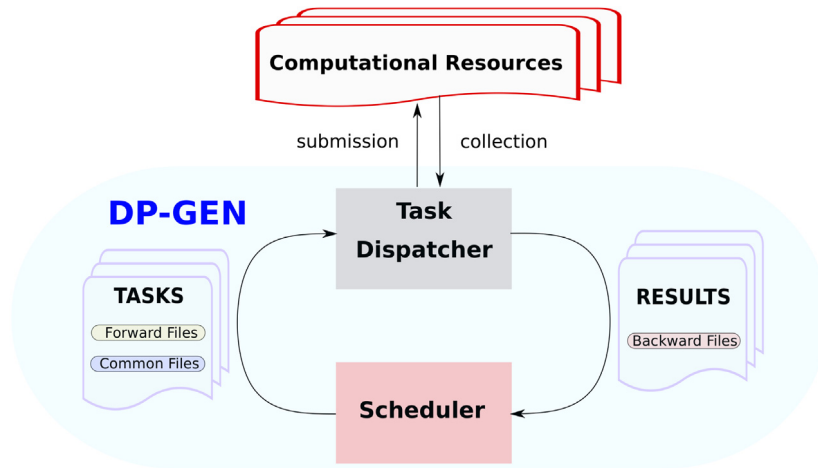 Computational Resources
submission
collection
DP-GEN
Task
Dispatcher
TASKS
Forward Files
Common Files
RESULTS
Backward Files
Scheduler